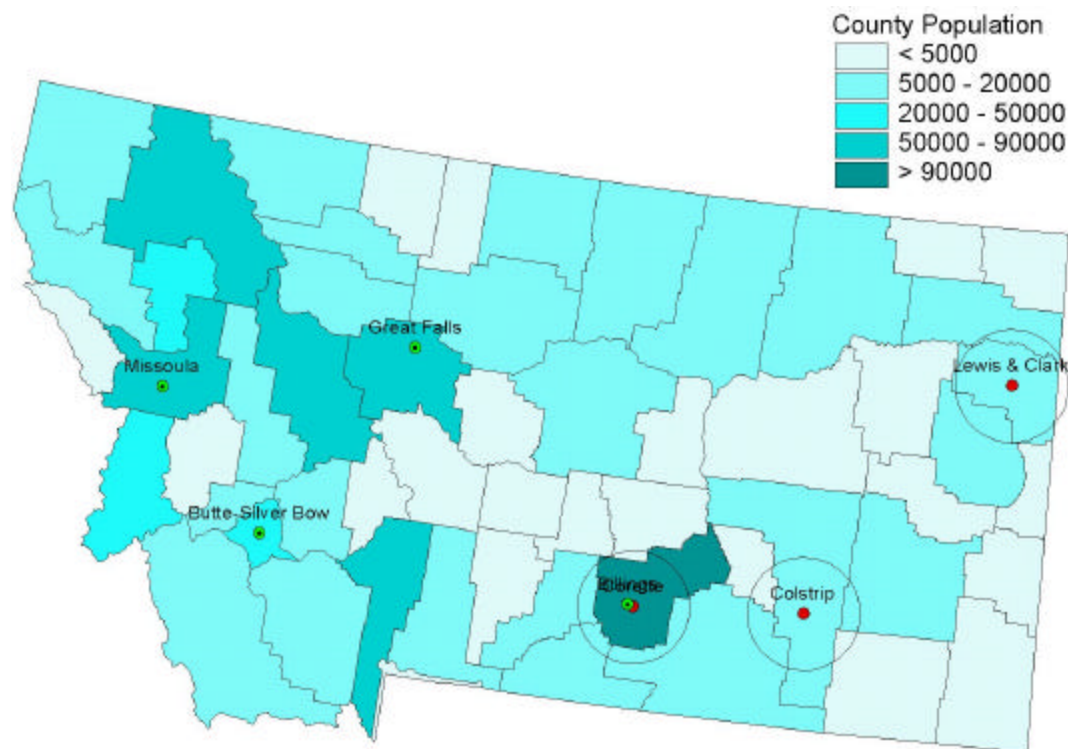 County Population
< 5000
5000 - 20000
20000 - 50000
50000 - 90000
> 90000
Great Falls
Missoula
Lewis & Clark
Butte-Silver Bow
Colstrip